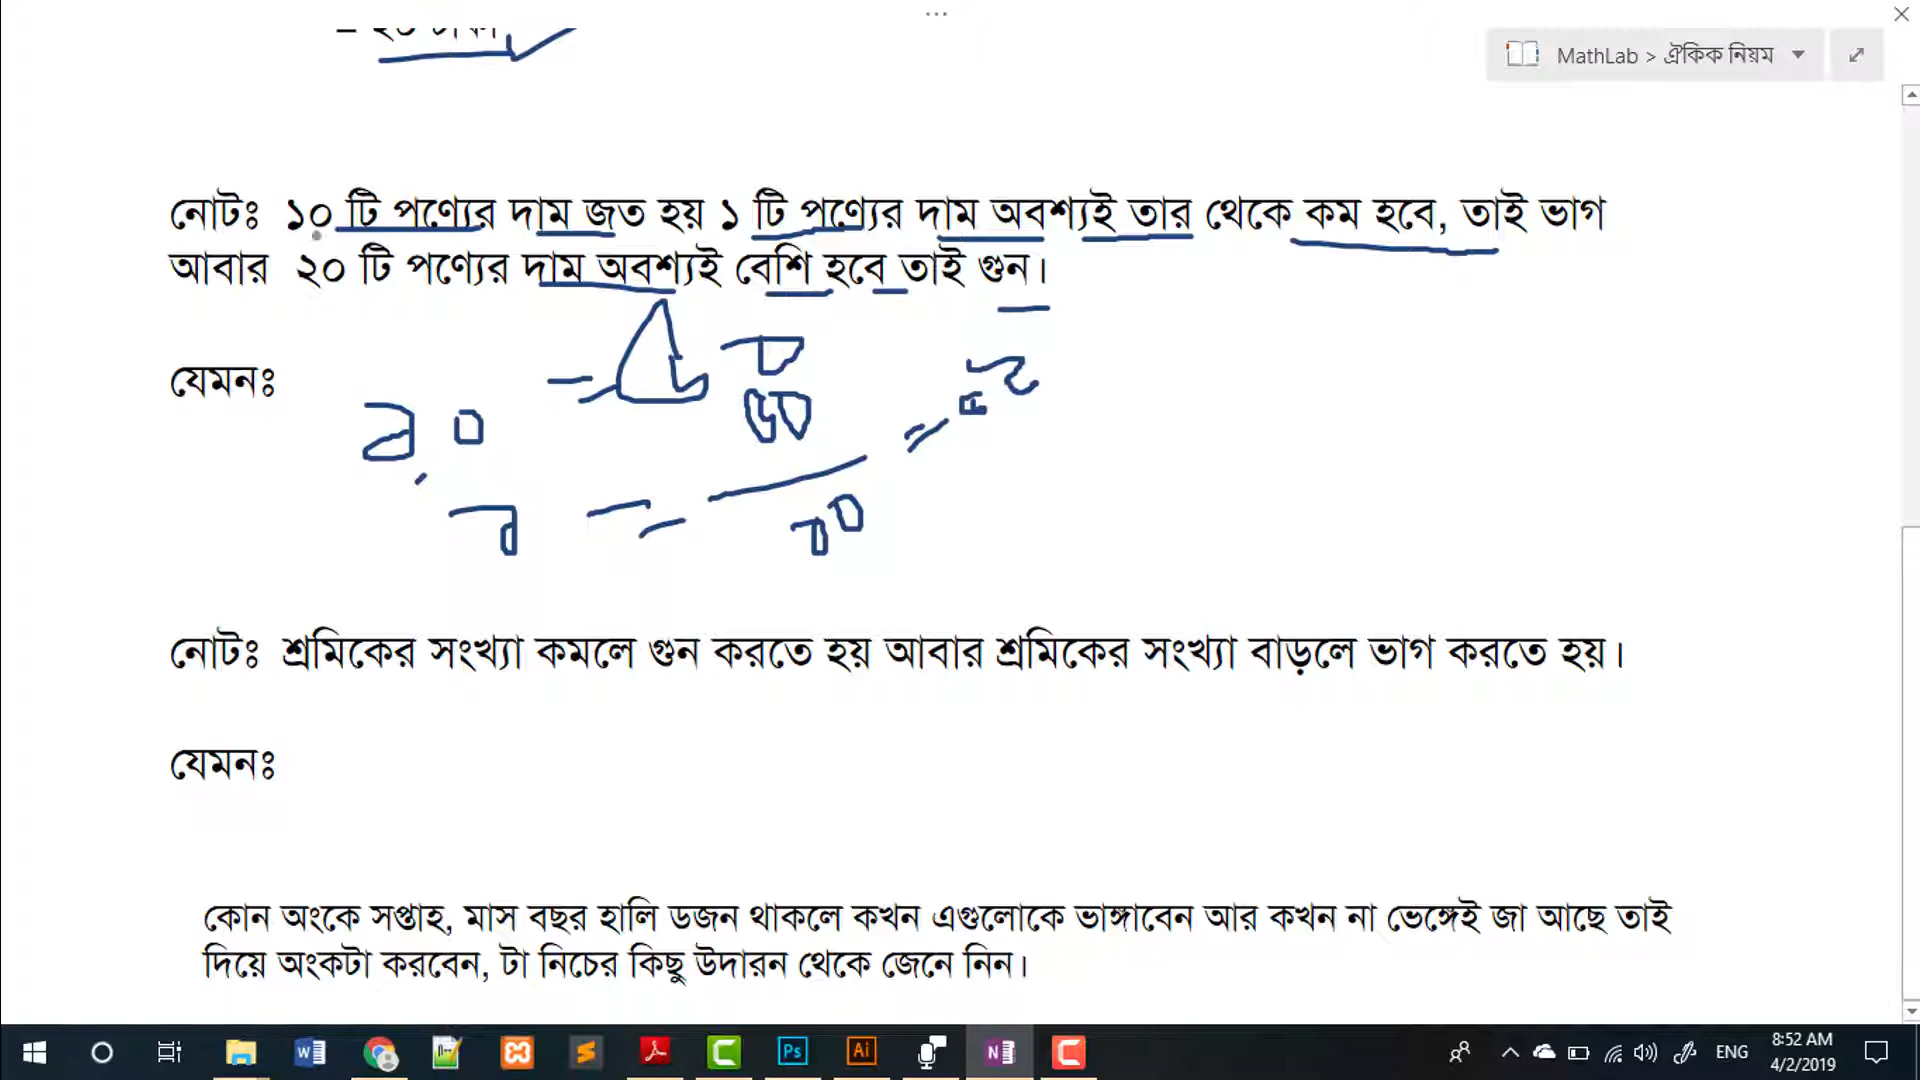 MathLab > ঐকিক নিয়ম
নোটঃ ১০ টি পণ্যের দাম জত হয় ১ টি পণ্যের দাম অবশ্যই তার থেকে কম হবে, তাই ভাগ
আবার ২০ টি পণ্যের দাম অবশ্যই বেশি হবে তাই গুন।
যেমনঃ
নোটঃ শ্রমিকের সংখ্যা কমলে গুন করতে হয় আবার শ্রমিকের সংখ্যা বাড়লে ভাগ করতে হয়।
যেমনঃ
কোন অংকে সপ্তাহ, মাস বছর হালি ডজন থাকলে কখন এগুলোকে ভাঙ্গাবেন আর কখন না ভেঙ্গেই জা আছে তাই
দিয়ে অংকটা করবেন, টা নিচের কিছু উদারন থেকে জেনে নিন।
ENG
8:52 AM
4/2/2019